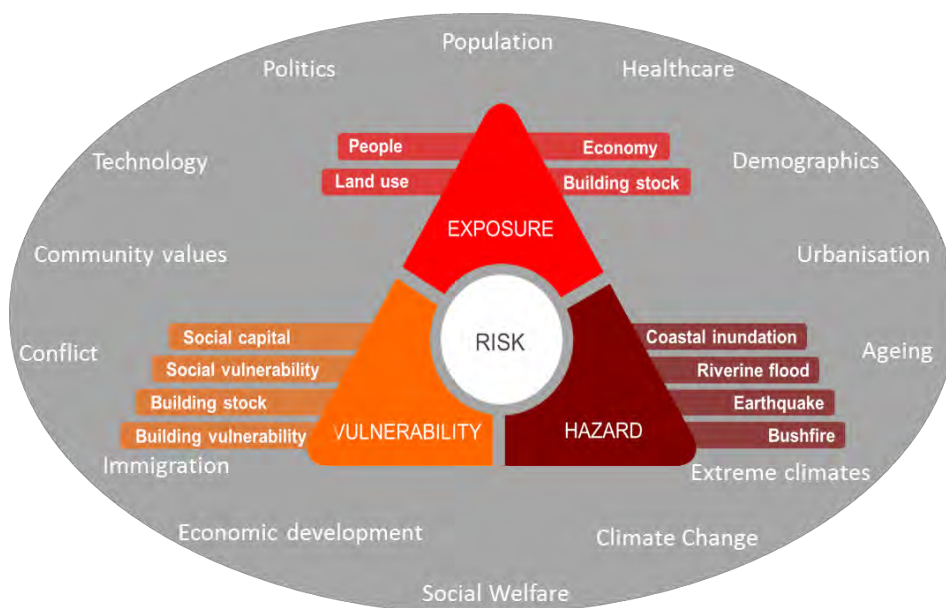 Population
Politics
Healthcare
People
Economy
Technology
Demographics
Land use
Building stock
EXPOSURE
Community values
Urbanisation
Social capital
Coastal inundation
Conflict
RISK
Ageing
Social vulnerability
Riverine flood
Building stock
Earthquake
Building vulnerability
VULNERABILITY
HAZARD
Bushfire
Immigration
Extreme climates
Economic development
Climate Change
Social Welfare